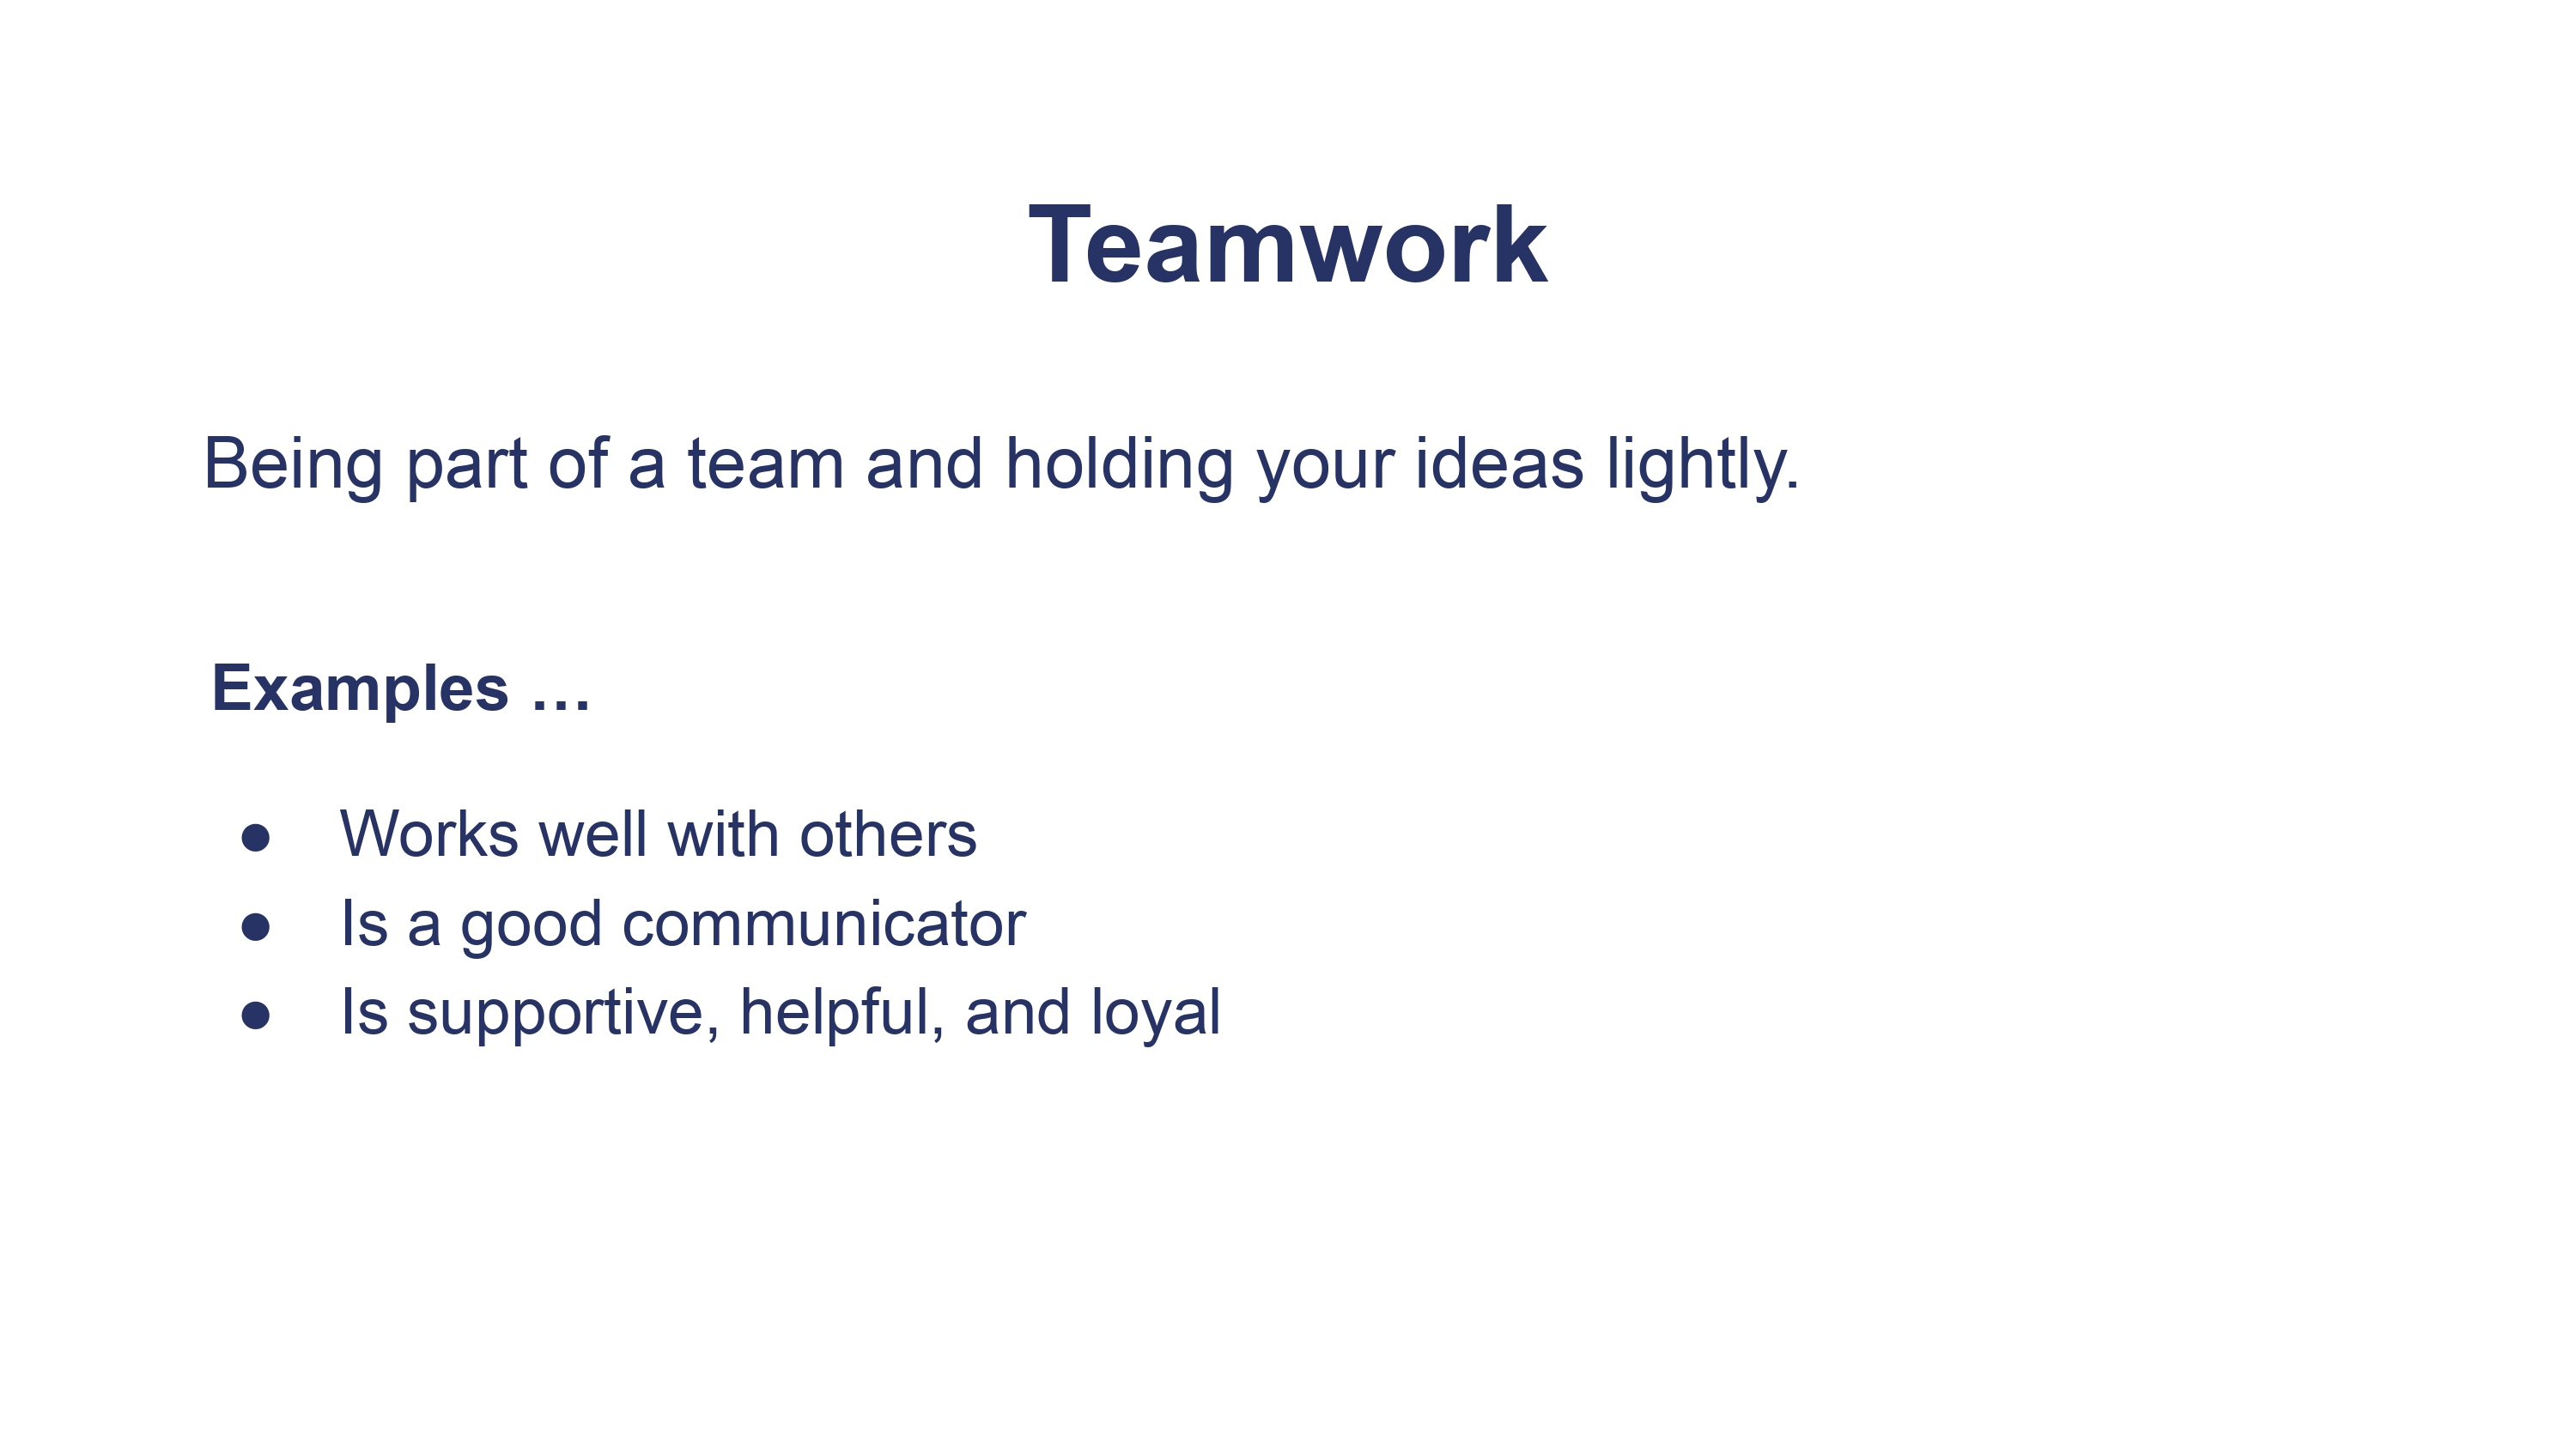 Teamwork
Being part of a team and holding your ideas lightly.
Examples …
● Works well with others
● Is a good communicator
● Is supportive, helpful, and loyal